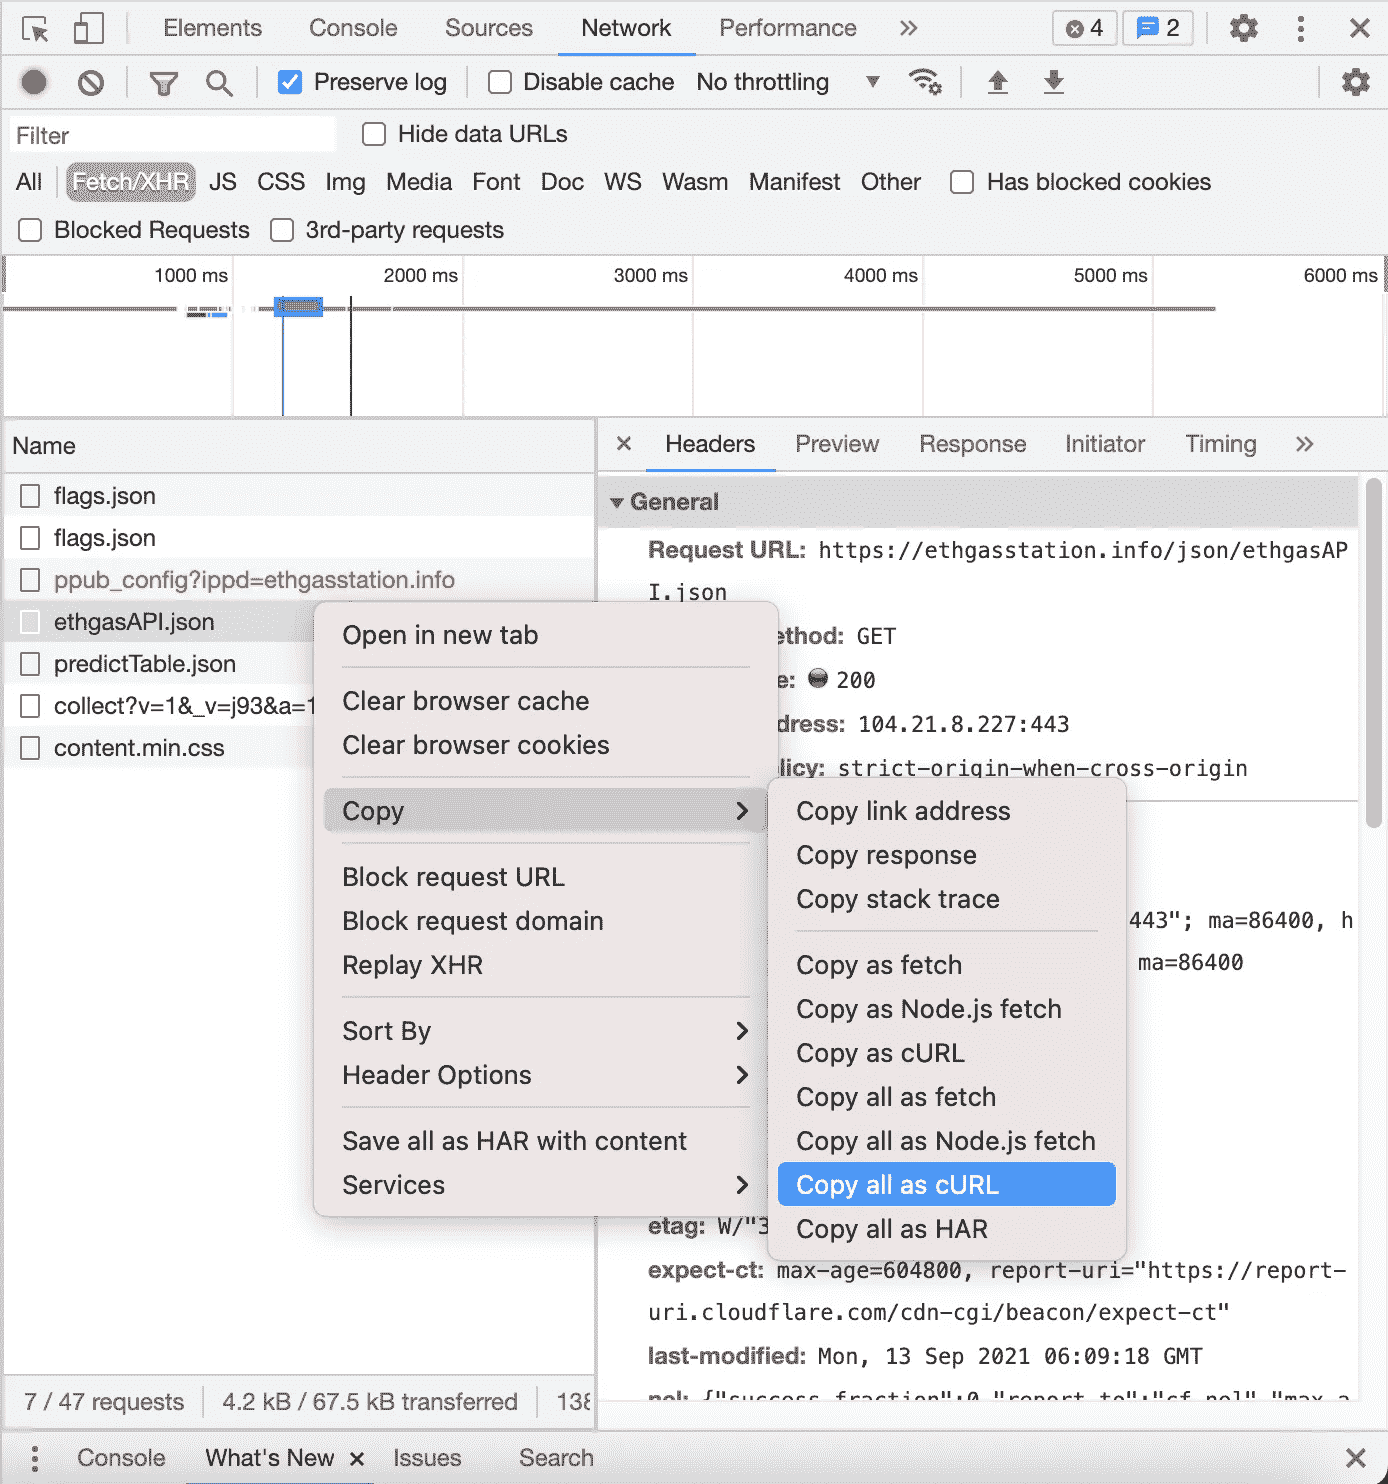 Elements Console Sources Network Performance » 4 2
Preserve log Disable cache No throttling
Filter Hide data URLs
All Fetch/XHR JS CSS Img Media Font Doc WS Wasm Manifest Other Has blocked cookies
Blocked Requests 3rd-party requests
1000 ms 2000 ms 3000 ms 4000 ms 5000 ms 6000 ms
Name
flags.json
flags.json
ppub_config?ippd=ethgasstation.info
ethgasAPI.json
predictTable.json
collect?v=1&_v=j93&a=1
content.min.css
Headers Preview Response Initiator Timing »
General
Request URL: https://ethgasstation.info/json/ethgasAP
I.json
ethod: GET
e: 200
dress: 104.21.8.227:443
licy: strict-origin-when-cross-origin
443"; ma=86400, h
ma=86400
etag: W/"3
expect-ct: max-age=604800, report-uri="https://report-
uri.cloudflare.com/cdn-cgi/beacon/expect-ct"
last-modified: Mon, 13 Sep 2021 06:09:18 GMT
nel: {"success_fraction":0,"report_to":"cf-nel","max_a
Open in new tab
Clear browser cache
Clear browser cookies
Copy
Block request URL
Block request domain
Replay XHR
Sort By
Header Options
Save all as HAR with content
Services
Copy link address
Copy response
Copy stack trace
Copy as fetch
Copy as Node.js fetch
Copy as cURL
Copy all as fetch
Copy all as Node.js fetch
Copy all as cURL
Copy all as HAR
7 / 47 requests 4.2 kB / 67.5 kB transferred 138
Console What's New Issues Search